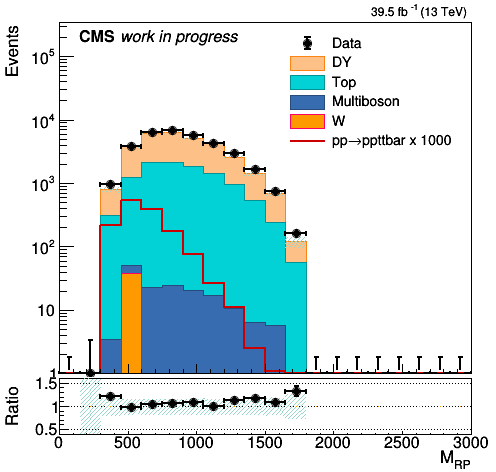 39.5 fb⁻¹ (13 TeV)
CMS work in progress
Events
10⁵
10⁴
10³
10²
10
1
Data
DY
Top
Multiboson
W
pp→ppttbar x 1000
Ratio
1.5
1
0.5
0 500 1000 1500 2000 2500 3000
M_RP